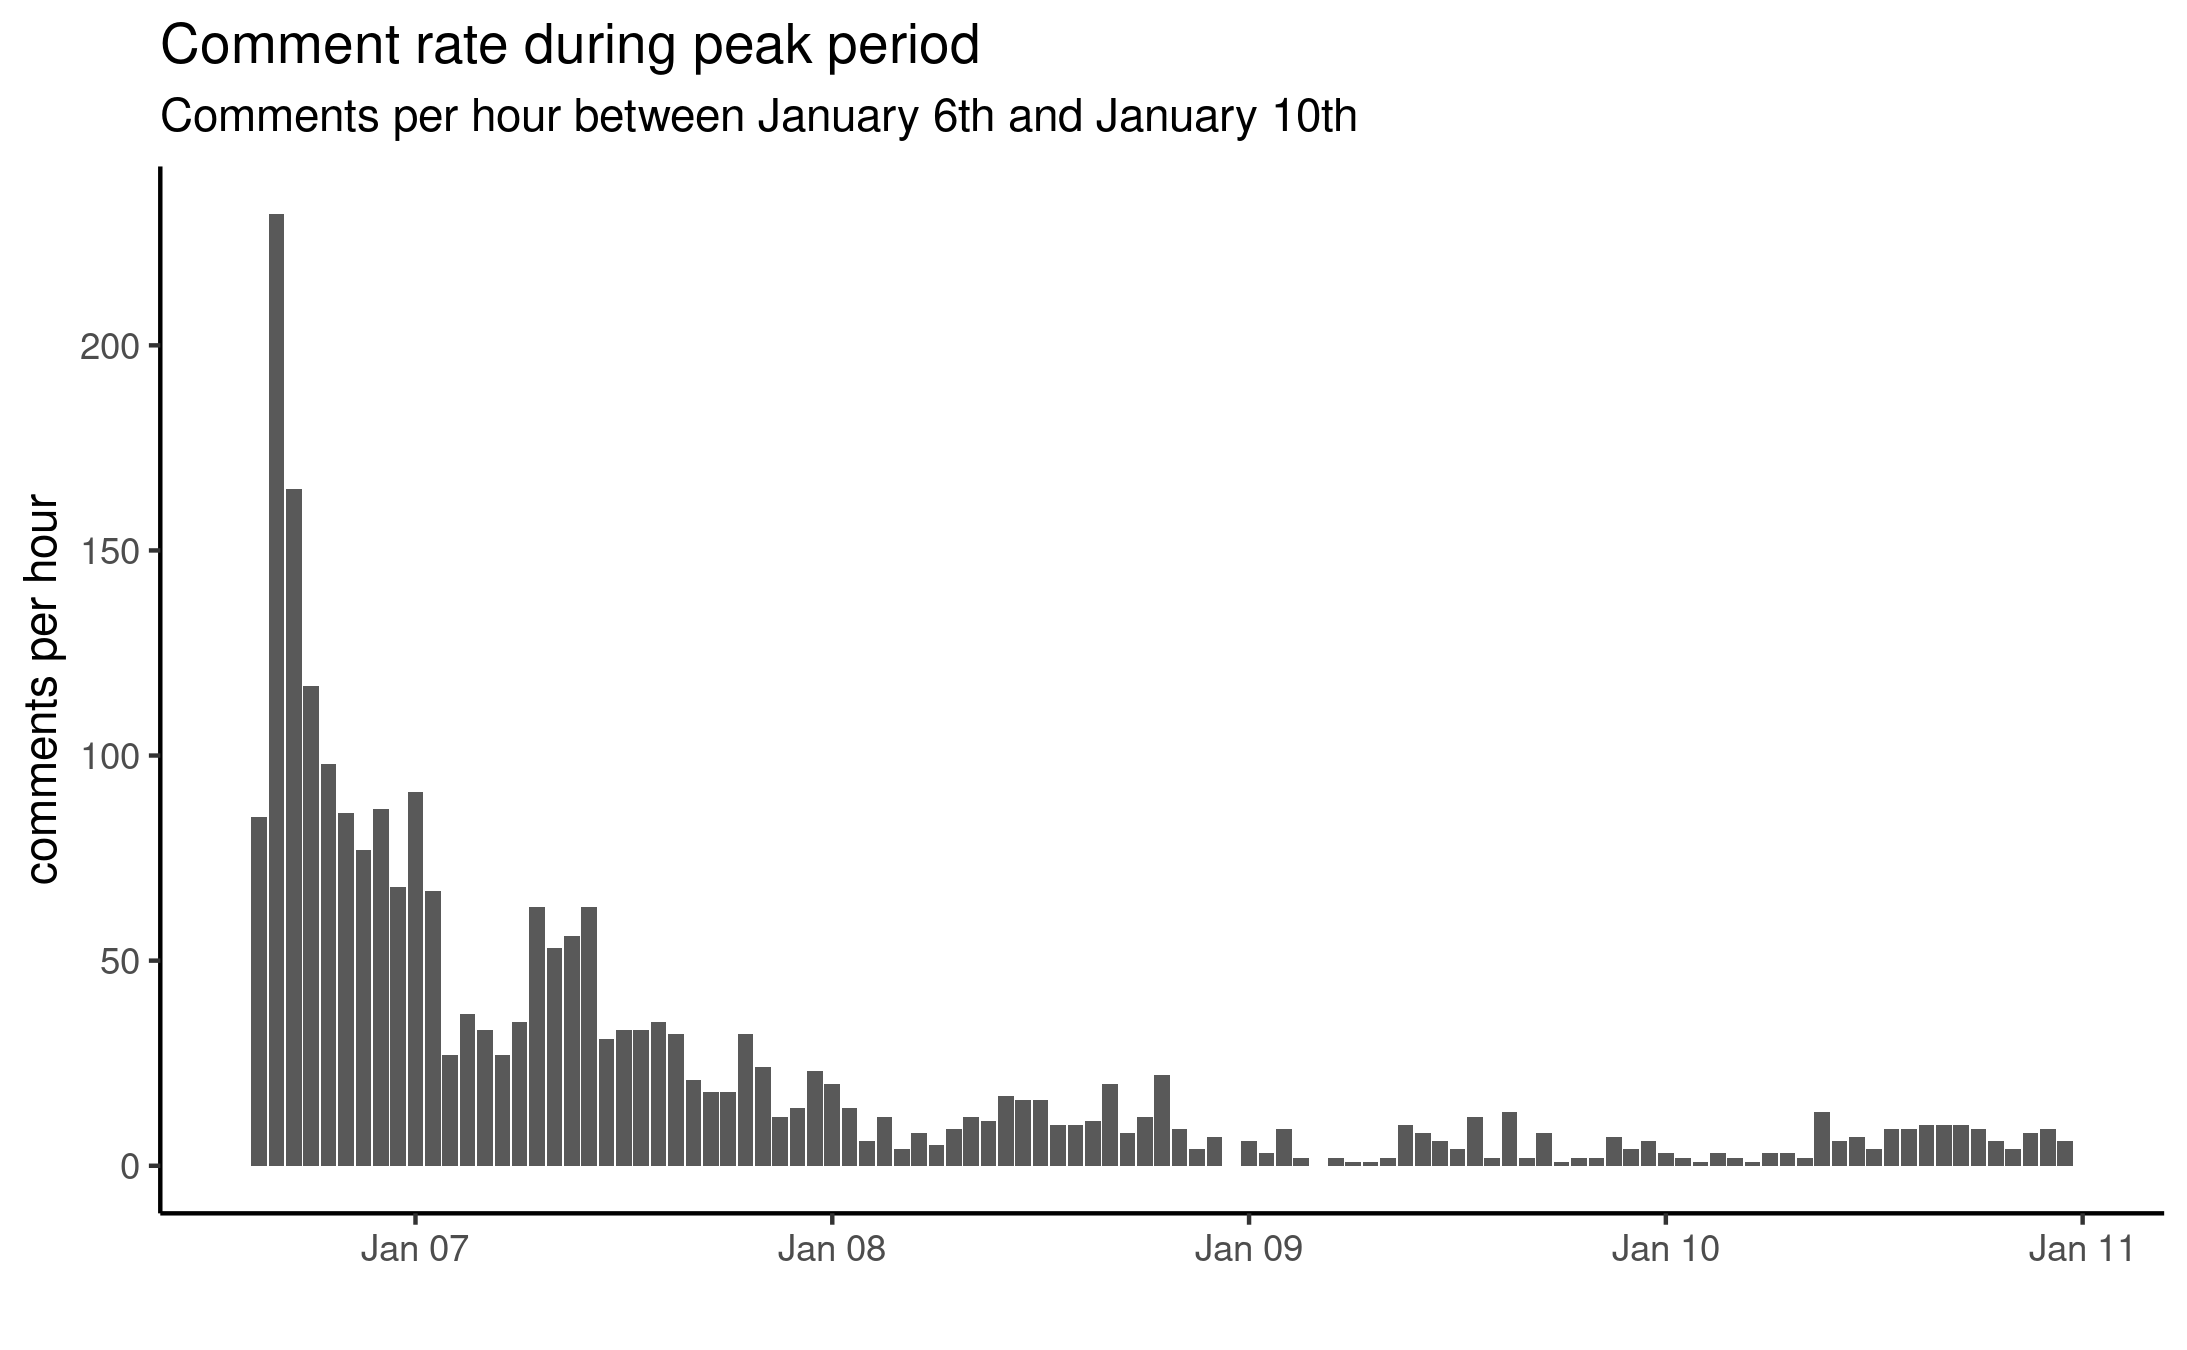 Comment rate during peak period
Comments per hour between January 6th and January 10th
comments per hour
200
150
100
50
0
Jan 07
Jan 08
Jan 09
Jan 10
Jan 11